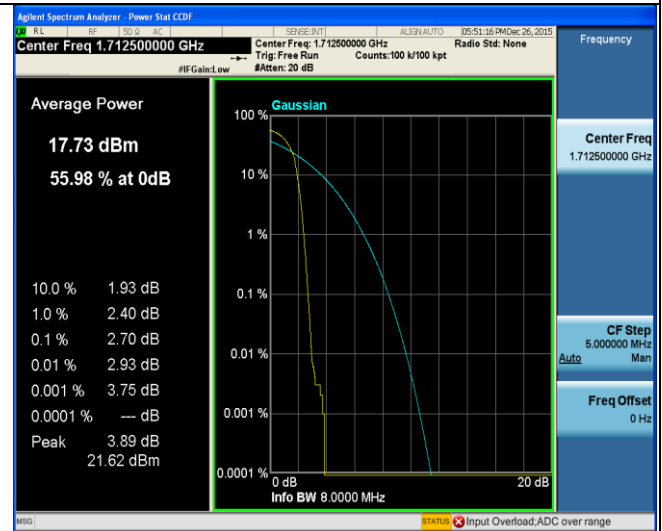 Agilent Spectrum Analyzer - Power Stat CCDF
RL RF 50 Ω AC SENSE:INT ALIGN AUTO 05:51:16 PM Dec 26, 2015
Center Freq 1.712500000 GHz
Center Freq: 1.712500000 GHz Radio Std: None
Trig: Free Run Counts:100 k/100 kpt
#IFGain:Low #Atten: 20 dB
Frequency
Average Power
17.73 dBm
55.98 % at 0dB
10.0 % 1.93 dB
1.0 % 2.40 dB
0.1 % 2.70 dB
0.01 % 2.93 dB
0.001 % 3.75 dB
0.0001 % --- dB
Peak 3.89 dB
21.62 dBm
Gaussian
100 %
10 %
1 %
0.1 %
0.01 %
0.001 %
0.0001 %
0 dB 20 dB
Info BW 8.0000 MHz
Center Freq
1.712500000 GHz
CF Step
5.000000 MHz
Auto Man
Freq Offset
0 Hz
MSG STATUS Input Overload;ADC over range